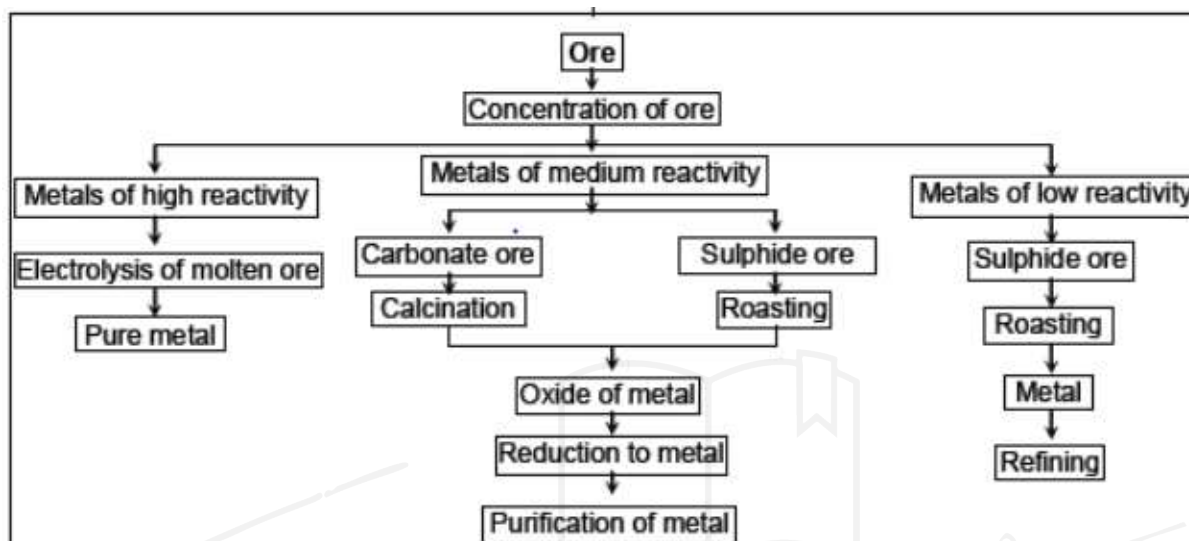 Ore
Concentration of ore
Metals of high reactivity
Metals of medium reactivity
Metals of low reactivity
Electrolysis of molten ore
Carbonate ore
Sulphide ore
Sulphide ore
Pure metal
Calcination
Roasting
Roasting
Oxide of metal
Metal
Reduction to metal
Refining
Purification of metal